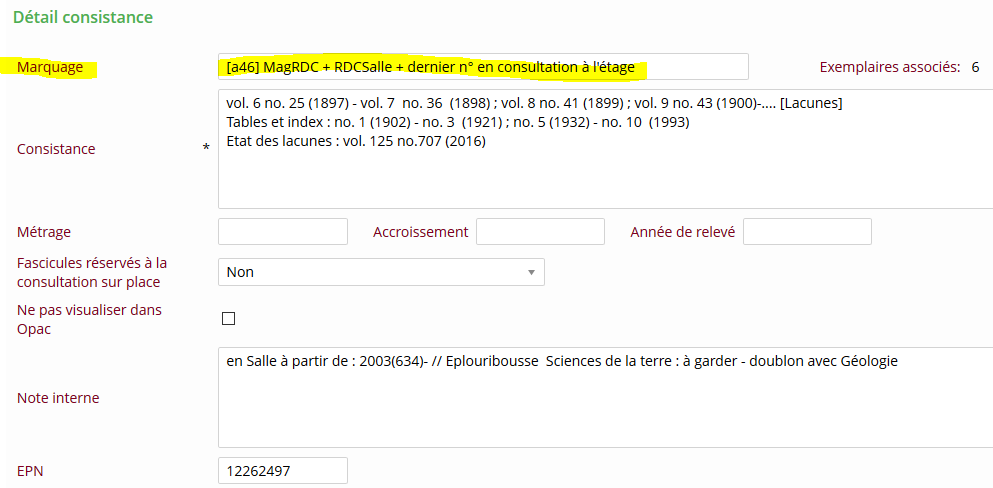 Détail consistance
Marquage [a46] MagRDC + RDCSalle + dernier n° en consultation à l'étage Exemplaires associés: 6
Consistance * vol. 6 no. 25 (1897) - vol. 7 no. 36 (1898) ; vol. 8 no. 41 (1899) ; vol. 9 no. 43 (1900)-.... [Lacunes]
Tables et index : no. 1 (1902) - no. 3 (1921) ; no. 5 (1932) - no. 10 (1993)
Etat des lacunes : vol. 125 no.707 (2016)
Métrage Accroissement Année de relevé
Fascicules réservés à la
consultation sur place Non
Ne pas visualiser dans
Opac
Note interne en Salle à partir de : 2003(634)- // Eplouribousse Sciences de la terre : à garder - doublon avec Géologie
EPN 12262497